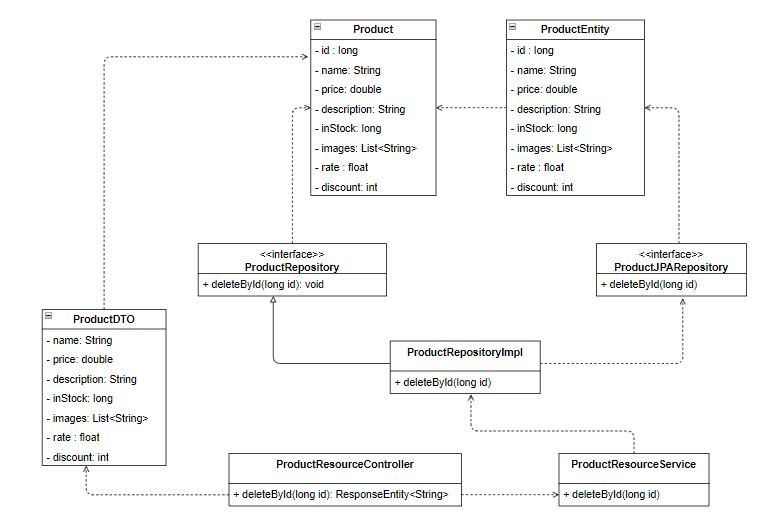 Product
- id : long
- name: String
- price: double
- description: String
- inStock: long
- images: List<String>
- rate : float
- discount: int
ProductEntity
- id : long
- name: String
- price: double
- description: String
- inStock: long
- images: List<String>
- rate : float
- discount: int
<<interface>>
ProductRepository
+ deleteById(long id): void
<<interface>>
ProductJPARepository
+ deleteById(long id)
ProductDTO
- name: String
- price: double
- description: String
- inStock: long
- images: List<String>
- rate : float
- discount: int
ProductRepositoryImpl
+ deleteById(long id)
ProductResourceController
+ deleteById(long id): ResponseEntity<String>
ProductResourceService
+ deleteById(long id)